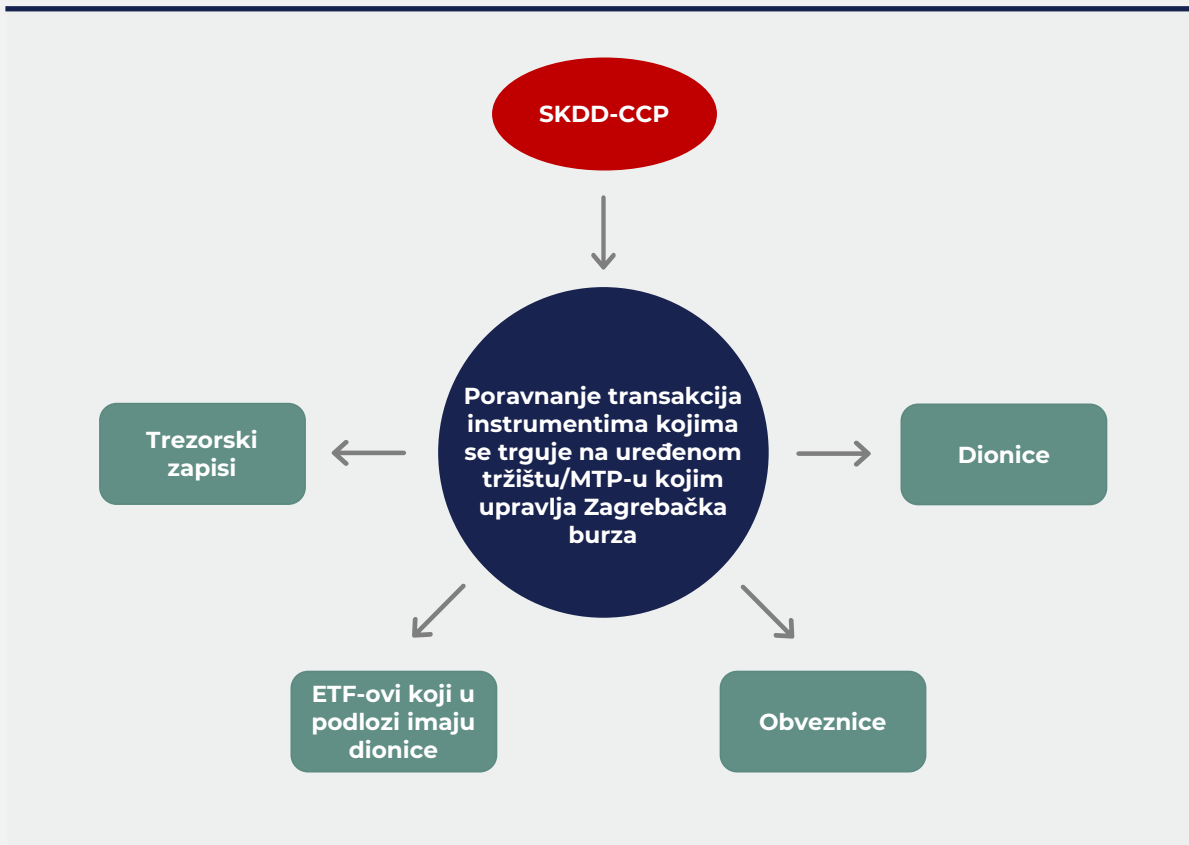 SKDD-CCP
Poravnanje transakcija
instrumentima kojima
se trguje na uređenom
tržištu/MTP-u kojim
upravlja Zagrebačka
burza
Trezorski
zapisi
Dionice
ETF-ovi koji u
podlozi imaju
dionice
Obveznice